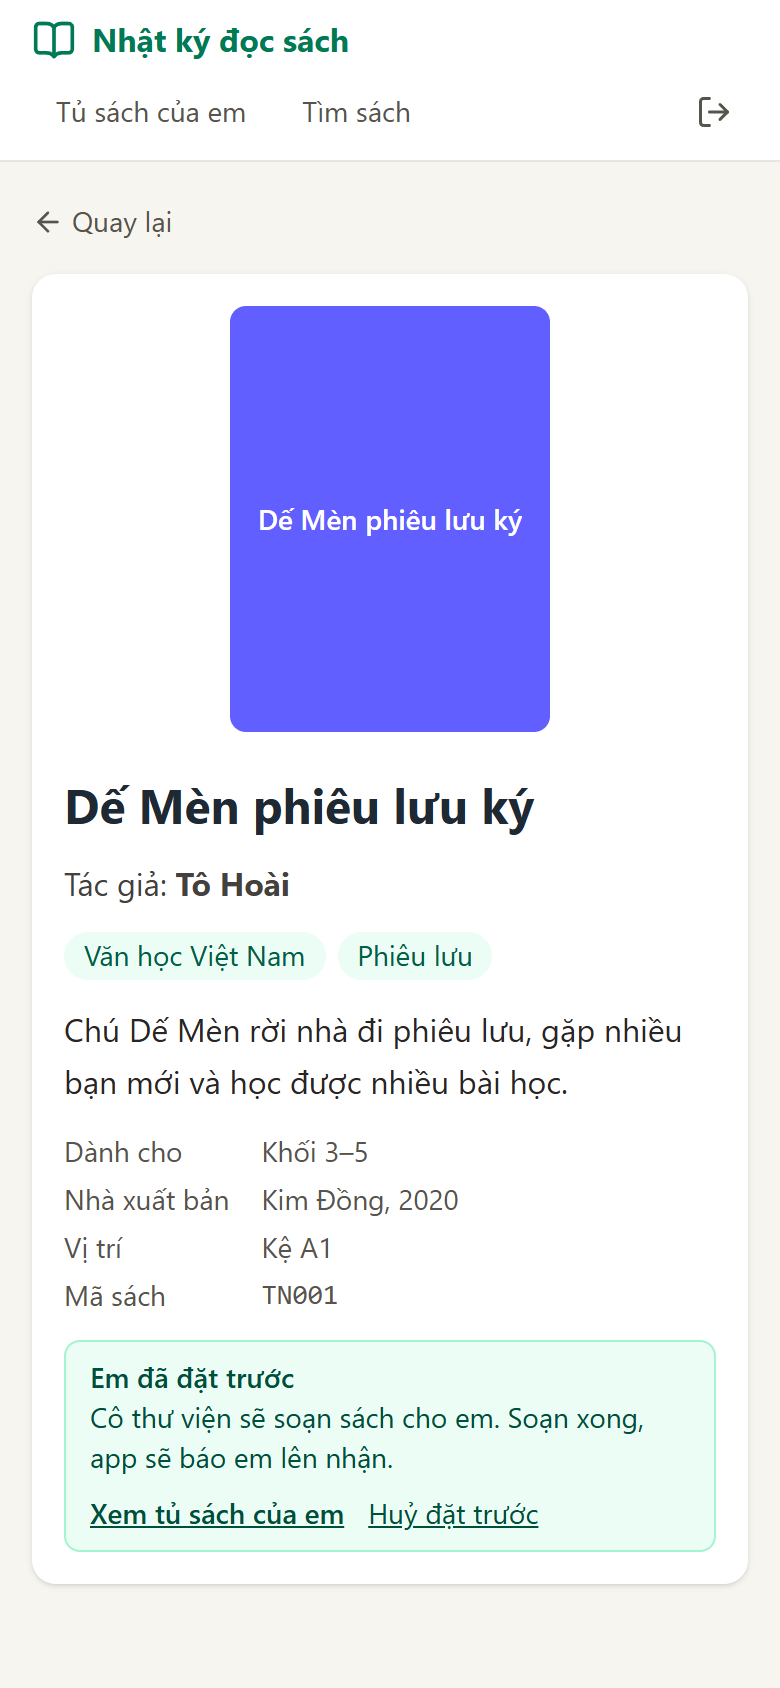 Nhật ký đọc sách
Tủ sách của em Tìm sách
Quay lại
Dế Mèn phiêu lưu ký
Dế Mèn phiêu lưu ký
Tác giả: Tô Hoài
Văn học Việt Nam Phiêu lưu
Chú Dế Mèn rời nhà đi phiêu lưu, gặp nhiều
bạn mới và học được nhiều bài học.
Dành cho Khối 3–5
Nhà xuất bản Kim Đồng, 2020
Vị trí Kệ A1
Mã sách TN001
Em đã đặt trước
Cô thư viện sẽ soạn sách cho em. Soạn xong,
app sẽ báo em lên nhận.
Xem tủ sách của em Huỷ đặt trước